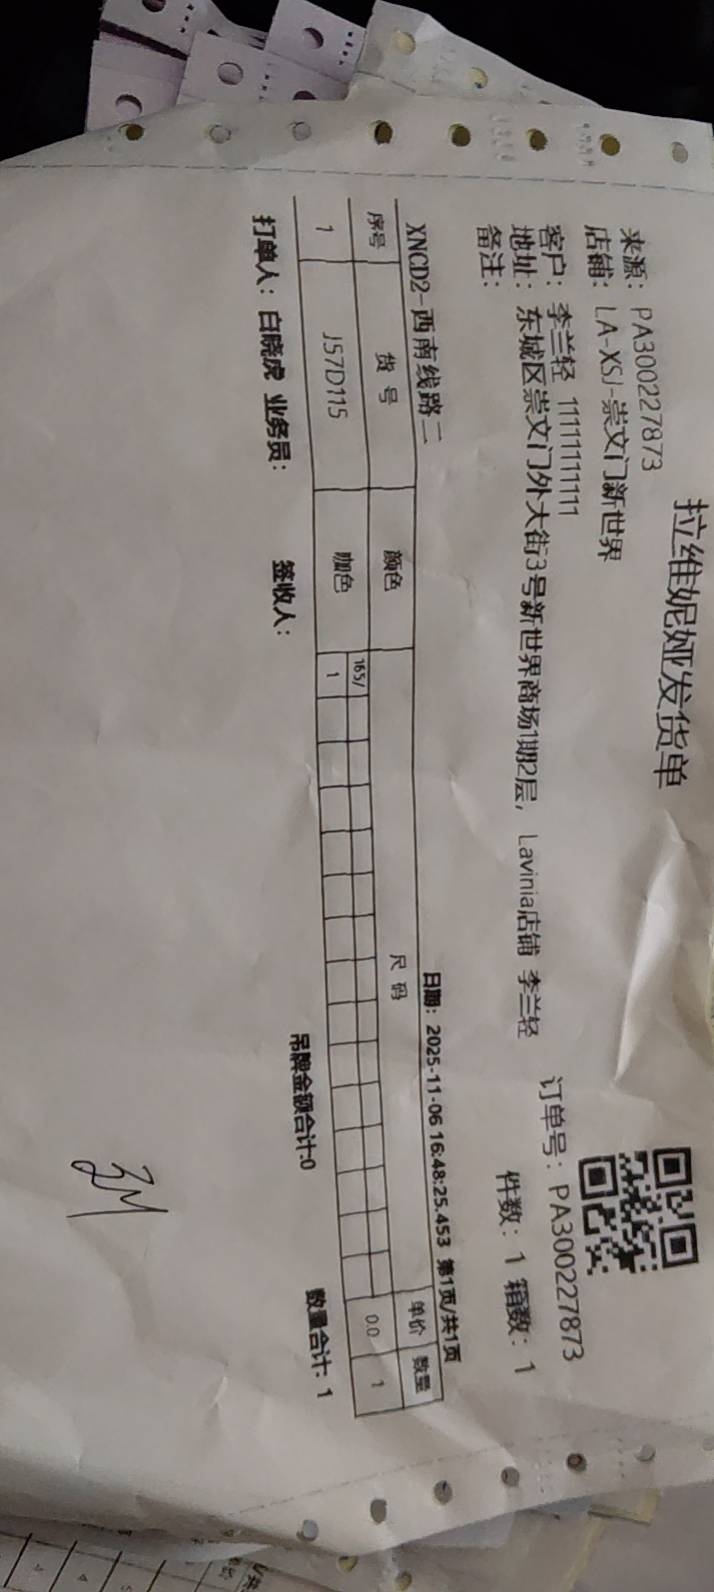 拉维妮娅发货单
来源: PA300227873
店铺: LA-XSJ-崇文门新世界
订单号: PA300227873
客户: 李兰轻 11111111111
件数: 1 箱数: 1
地址: 东城区崇文门外大街3号新世界商场1期2层, Lavinia店铺 李兰轻
备注:
XNCD2-西南线路二 日期: 2025-11-06 16:48:25.453 第1页/共1页
序号 货号 颜色 尺码 单价 数量
165/
1 J57D115 咖色 1 0.0 1
打单人: 白晓虎 业务员: 签收人: 吊牌金额合计:0 数量合计: 1